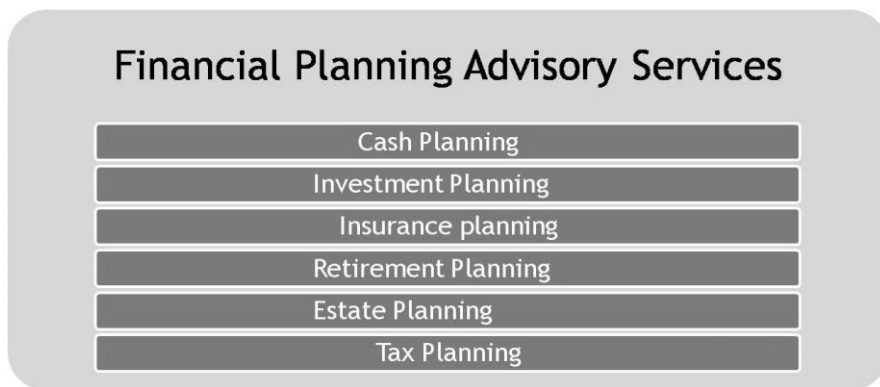 Financial Planning Advisory Services
Cash Planning
Investment Planning
Insurance planning
Retirement Planning
Estate Planning
Tax Planning